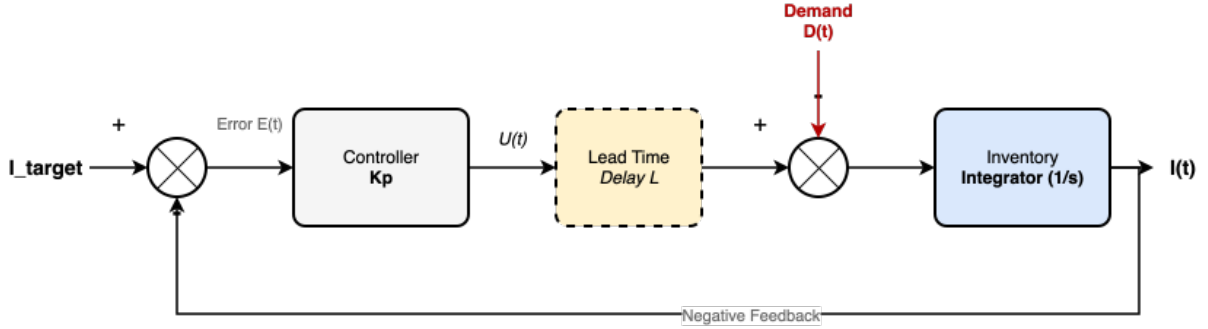 Demand
D(t)
-
+
Error E(t)
U(t)
+
I_target
Controller
Kp
Lead Time
Delay L
Inventory
Integrator (1/s)
I(t)
-
Negative Feedback